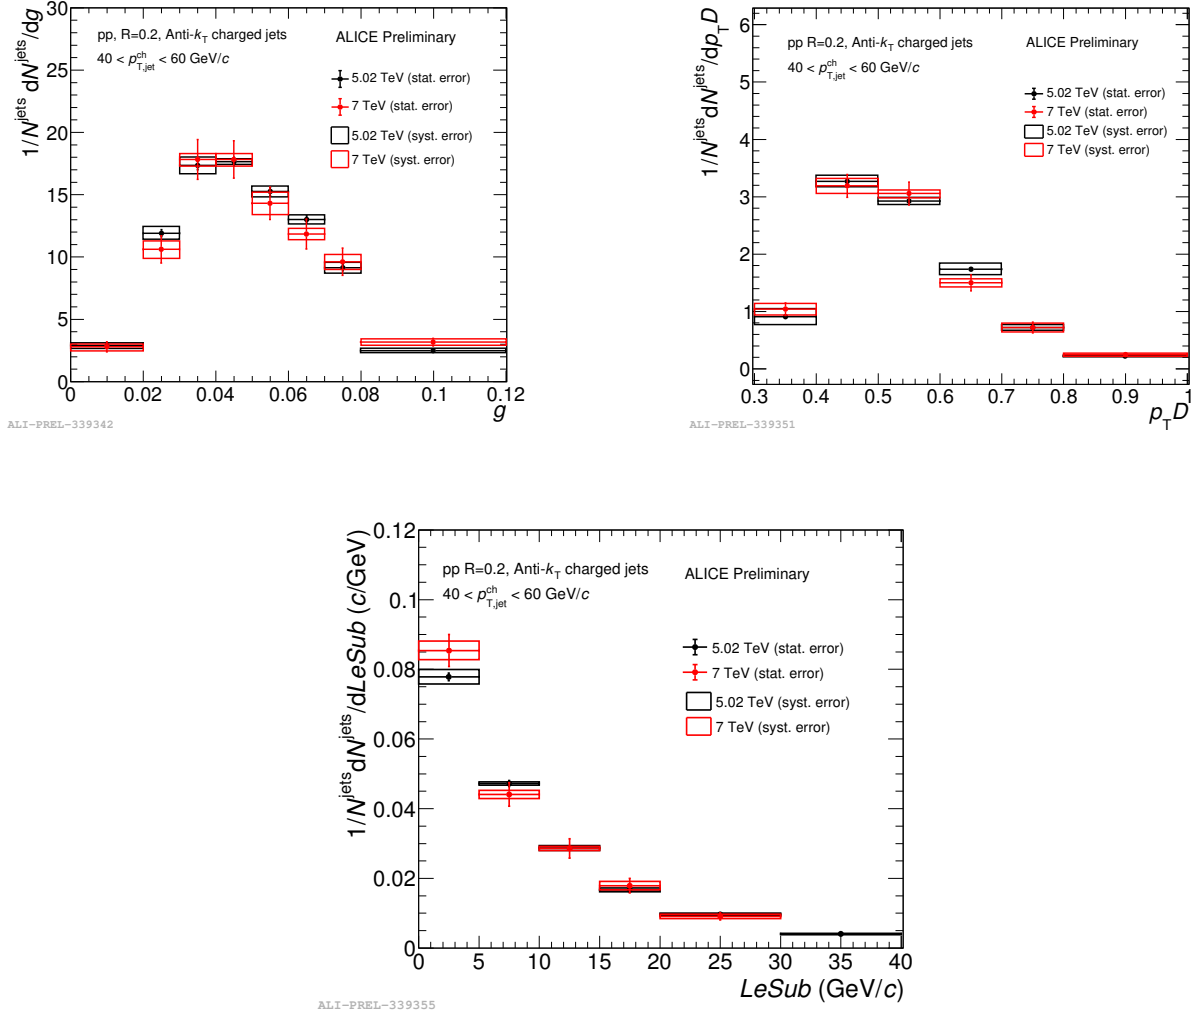 1/N^jets dN^jets/dg
30
25
20
15
10
5
0
pp, R=0.2, Anti-k_T charged jets
40 < p_T,jet^ch < 60 GeV/c
ALICE Preliminary
5.02 TeV (stat. error)
7 TeV (stat. error)
5.02 TeV (syst. error)
7 TeV (syst. error)
0 0.02 0.04 0.06 0.08 0.1 0.12
g
ALI-PREL-339342
1/N^jets dN^jets/dp_T D
6
5
4
3
2
1
0
pp R=0.2, Anti-k_T charged jets
40 < p_T,jet^ch < 60 GeV/c
ALICE Preliminary
5.02 TeV (stat. error)
7 TeV (stat. error)
5.02 TeV (syst. error)
7 TeV (syst. error)
0.3 0.4 0.5 0.6 0.7 0.8 0.9 1
p_T D
ALI-PREL-339351
1/N^jets dN^jets/dLeSub (c/GeV)
0.12
0.1
0.08
0.06
0.04
0.02
0
pp R=0.2, Anti-k_T charged jets
40 < p_T,jet^ch < 60 GeV/c
ALICE Preliminary
5.02 TeV (stat. error)
7 TeV (stat. error)
5.02 TeV (syst. error)
7 TeV (syst. error)
0 5 10 15 20 25 30 35 40
LeSub (GeV/c)
ALI-PREL-339355